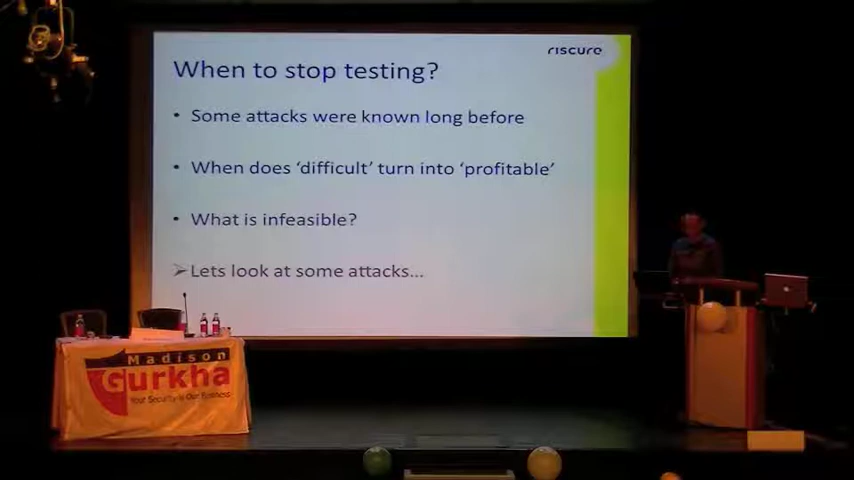 riscure
When to stop testing?
• Some attacks were known long before
• When does ‘difficult’ turn into ‘profitable’
• What is infeasible?
➢ Lets look at some attacks...
Madison
Gurkha
Your Security is Our Business